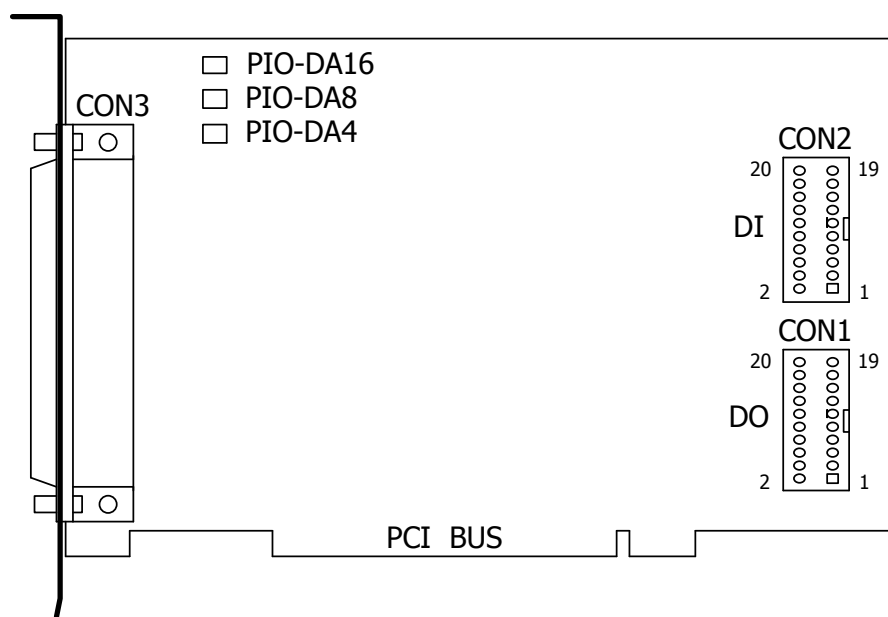 PIO-DA16
PIO-DA8
PIO-DA4
CON3
CON2
20 19
DI
2 1
CON1
20 19
DO
2 1
PCI BUS